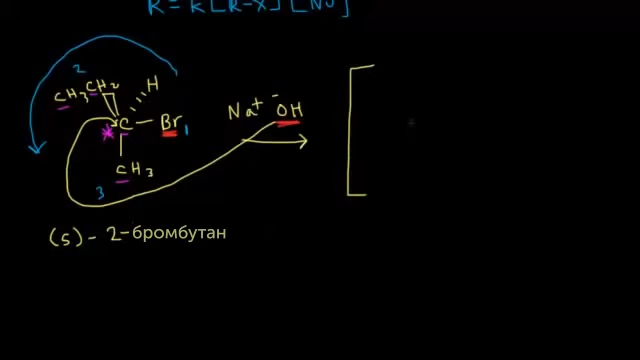 R = k [R-X] [Nu]
2
CH3 CH2 H
* C – Br 1
Na+ -OH
CH3
3
(S) - 2-бромбутан